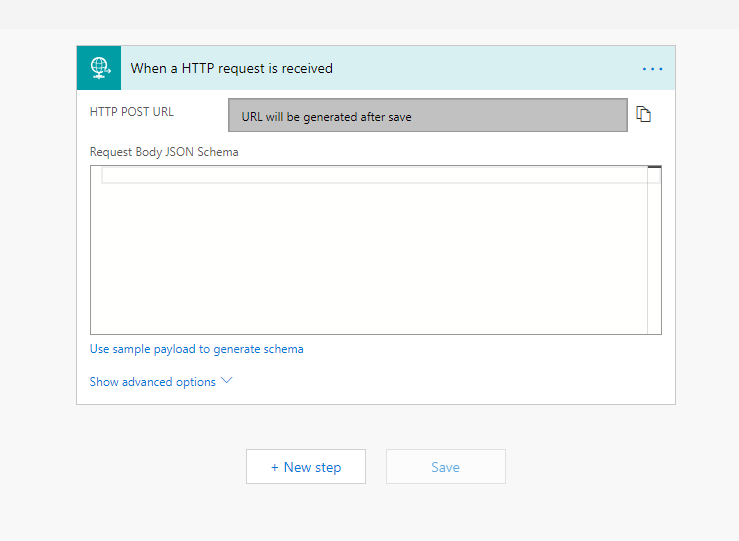 When a HTTP request is received
HTTP POST URL
URL will be generated after save
Request Body JSON Schema
Use sample payload to generate schema
Show advanced options
+ New step
Save